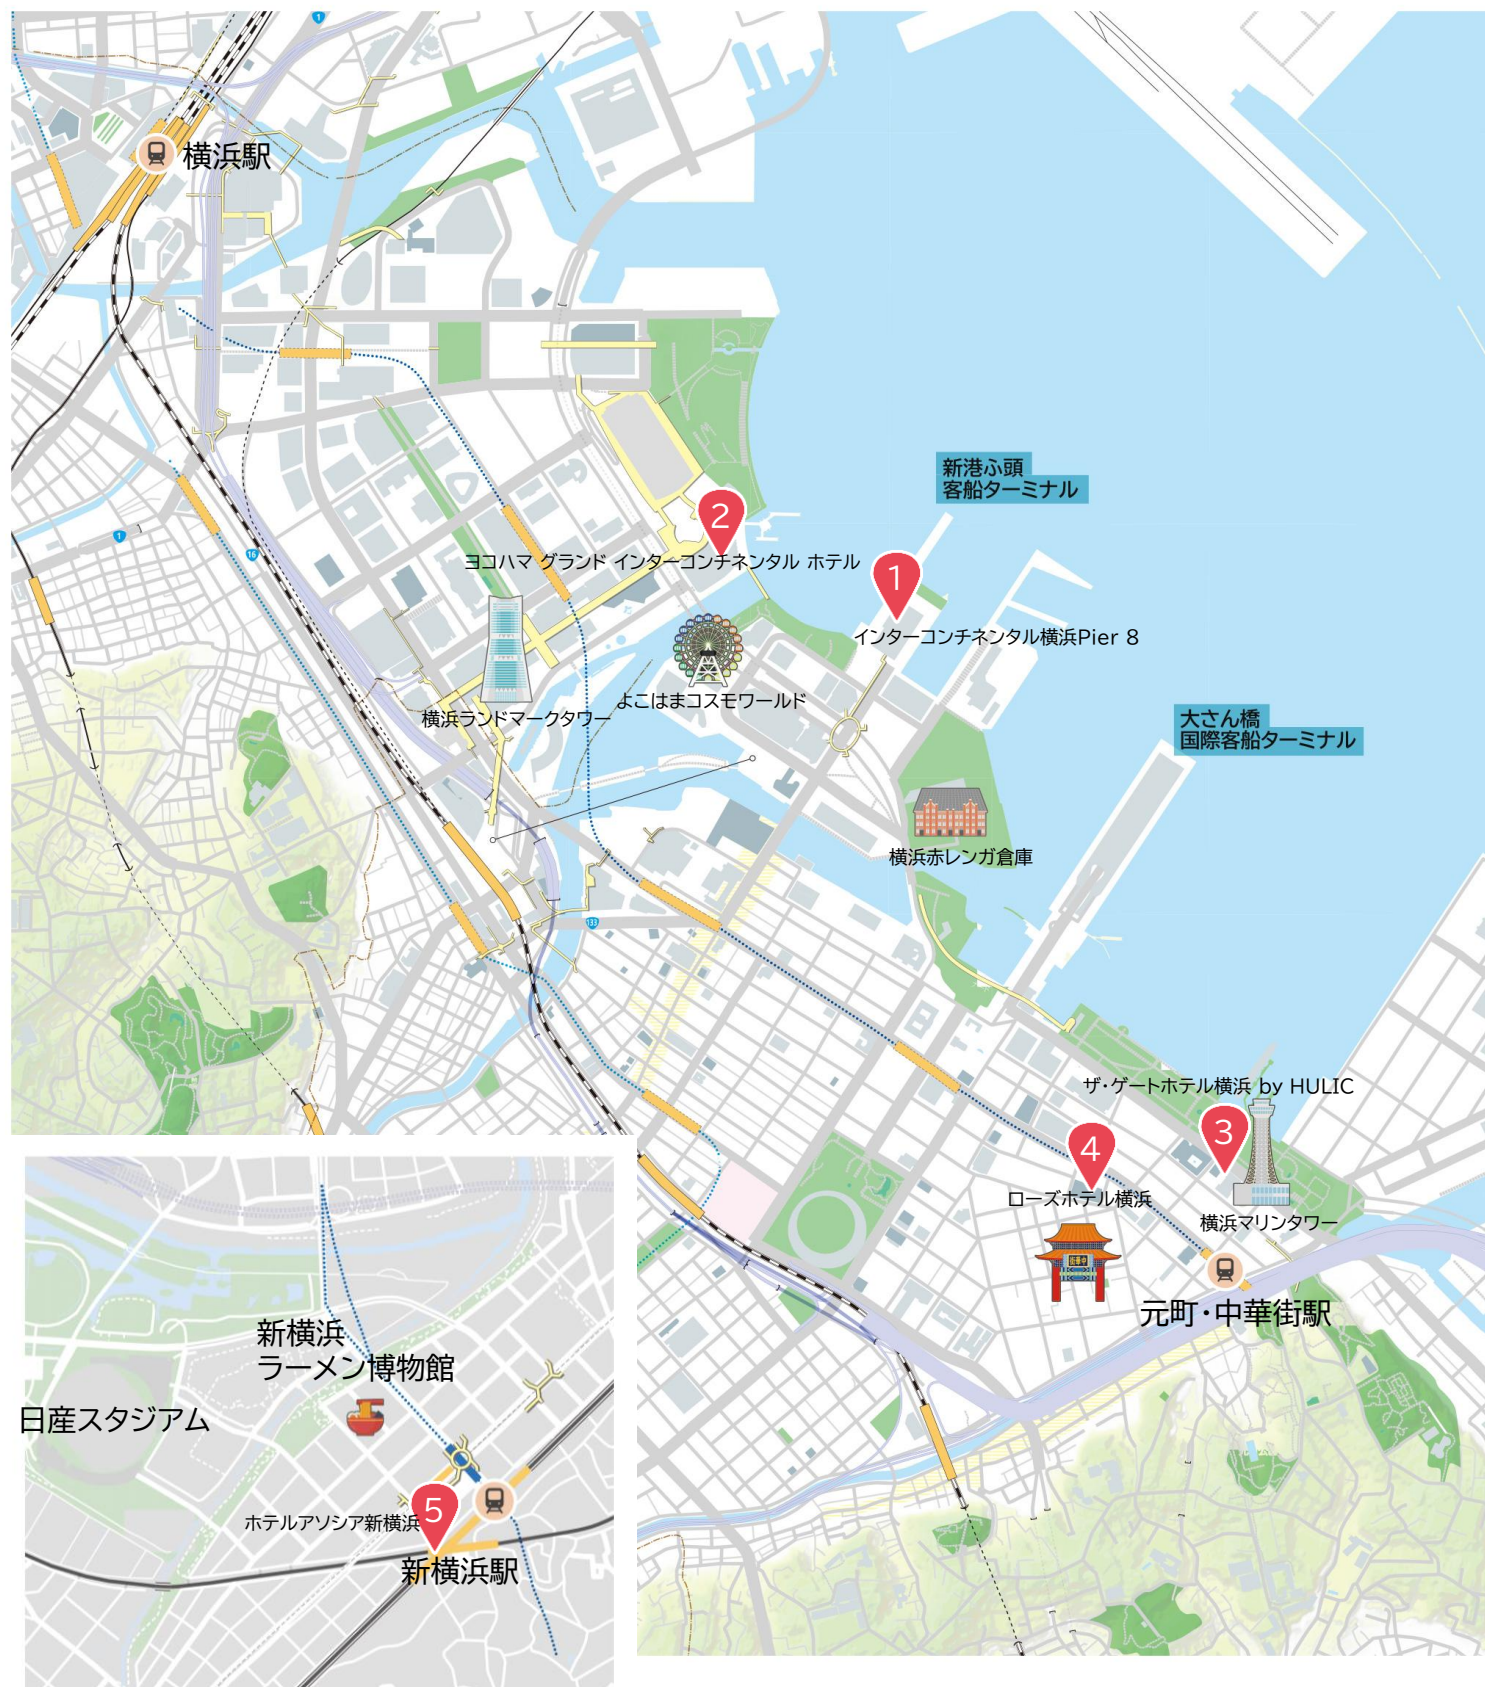 1
横浜駅
新港ふ頭
客船ターミナル
2
ヨコハマ グランド インターコンチネンタル ホテル
1
インターコンチネンタル横浜Pier 8
1
16
よこはまコスモワールド
横浜ランドマークタワー
大さん橋
国際客船ターミナル
横浜赤レンガ倉庫
133
ザ・ゲートホテル横浜 by HULIC
3
4
ローズホテル横浜
横浜マリンタワー
元町・中華街駅
新横浜
ラーメン博物館
日産スタジアム
5
ホテルアソシア新横浜
新横浜駅